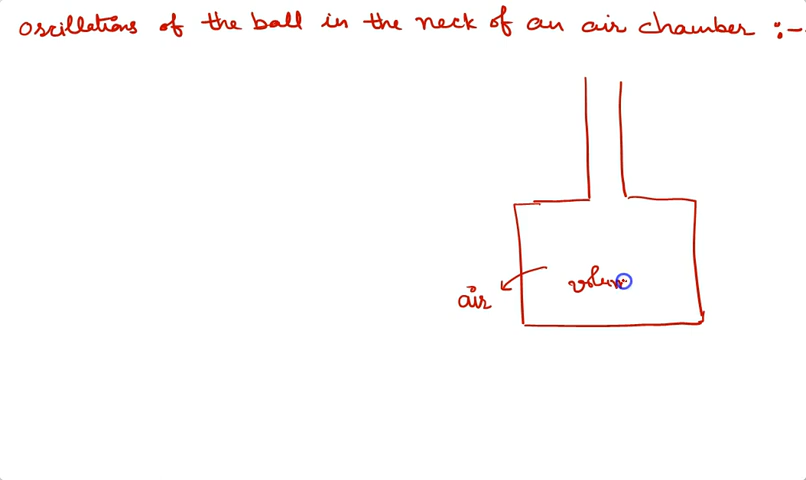 oscillations of the ball in the neck of an air chamber :-
air